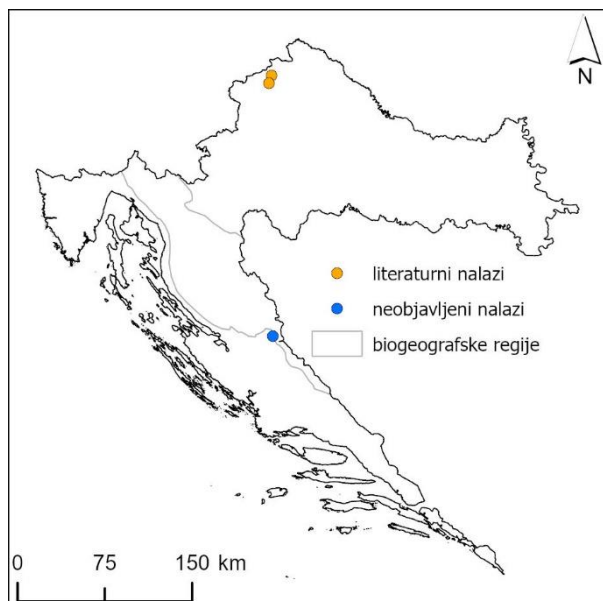 N
literaturni nalazi
neobjavljeni nalazi
biogeografske regije
0 75 150 km